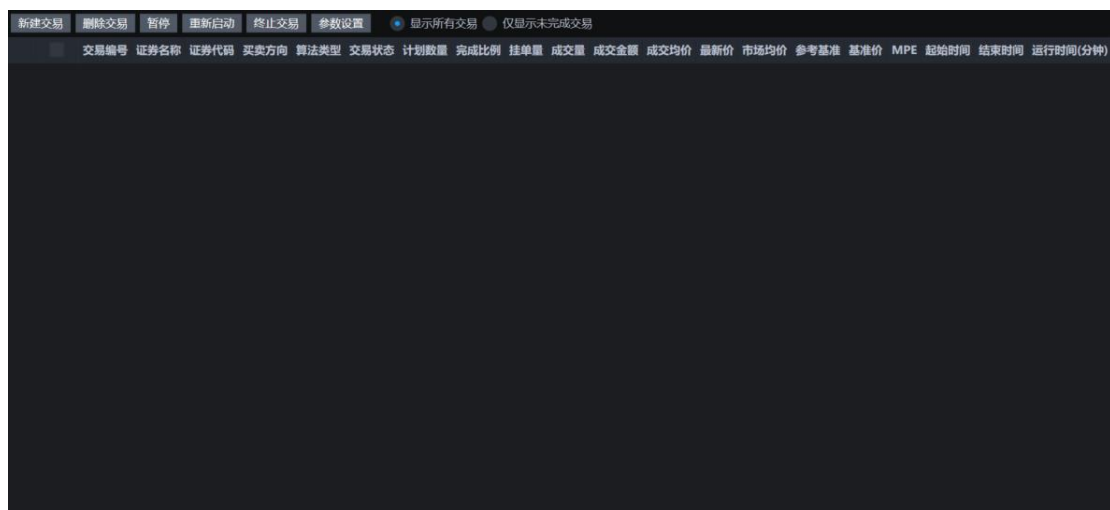 新建交易 删除交易 暂停 重新启动 终止交易 参数设置 显示所有交易 仅显示未完成交易
交易编号 证券名称 证券代码 买卖方向 算法类型 交易状态 计划数量 完成比例 挂单量 成交量 成交金额 成交均价 最新价 市场均价 参考基准 基准价 MPE 起始时间 结束时间 运行时间(分钟)